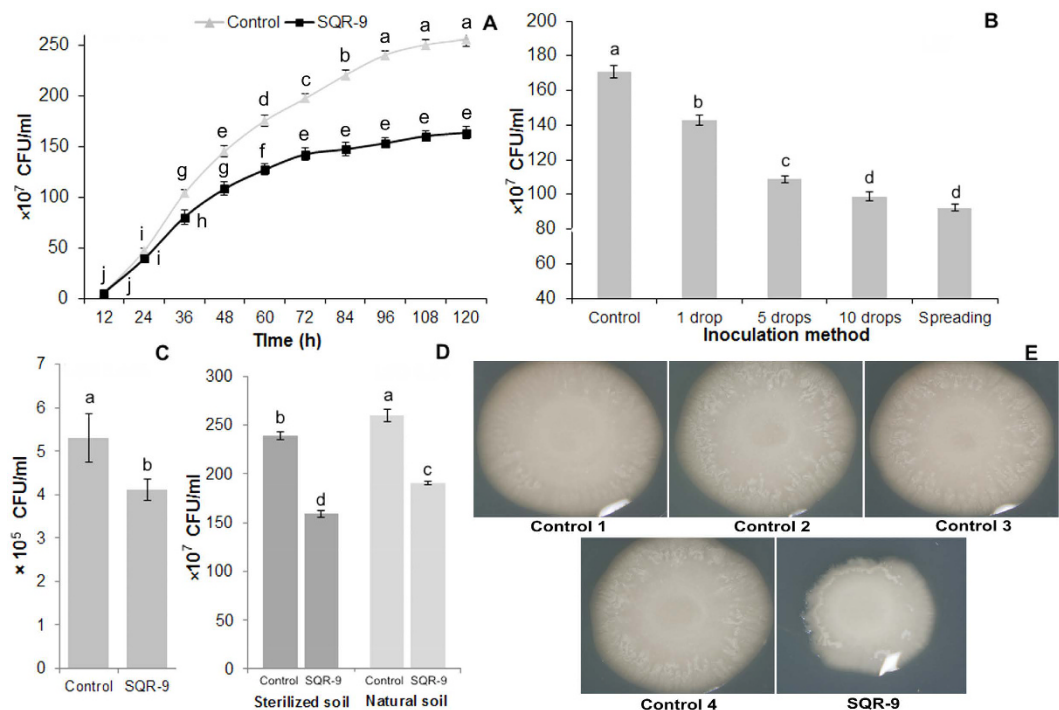 Control SQR-9 A
×10⁷ CFU/ml
250
200
150
100
50
0
a a a b c d e g i j
e e e e e f g h i j
12 24 36 48 60 72 84 96 108 120
TIme (h)
B
×10⁷ CFU/ml
200
180
160
140
120
100
80
60
40
a b c d d
Control 1 drop 5 drops 10 drops Spreading
Inoculation method
C
× 10⁵ CFU/ml
7
6
5
4
3
2
1
0
a b
Control SQR-9
D
×10⁷ CFU/ml
300
250
200
150
100
50
0
b d a c
Control SQR-9 Control SQR-9
Sterilized soil Natural soil
E
Control 1 Control 2 Control 3
Control 4 SQR-9